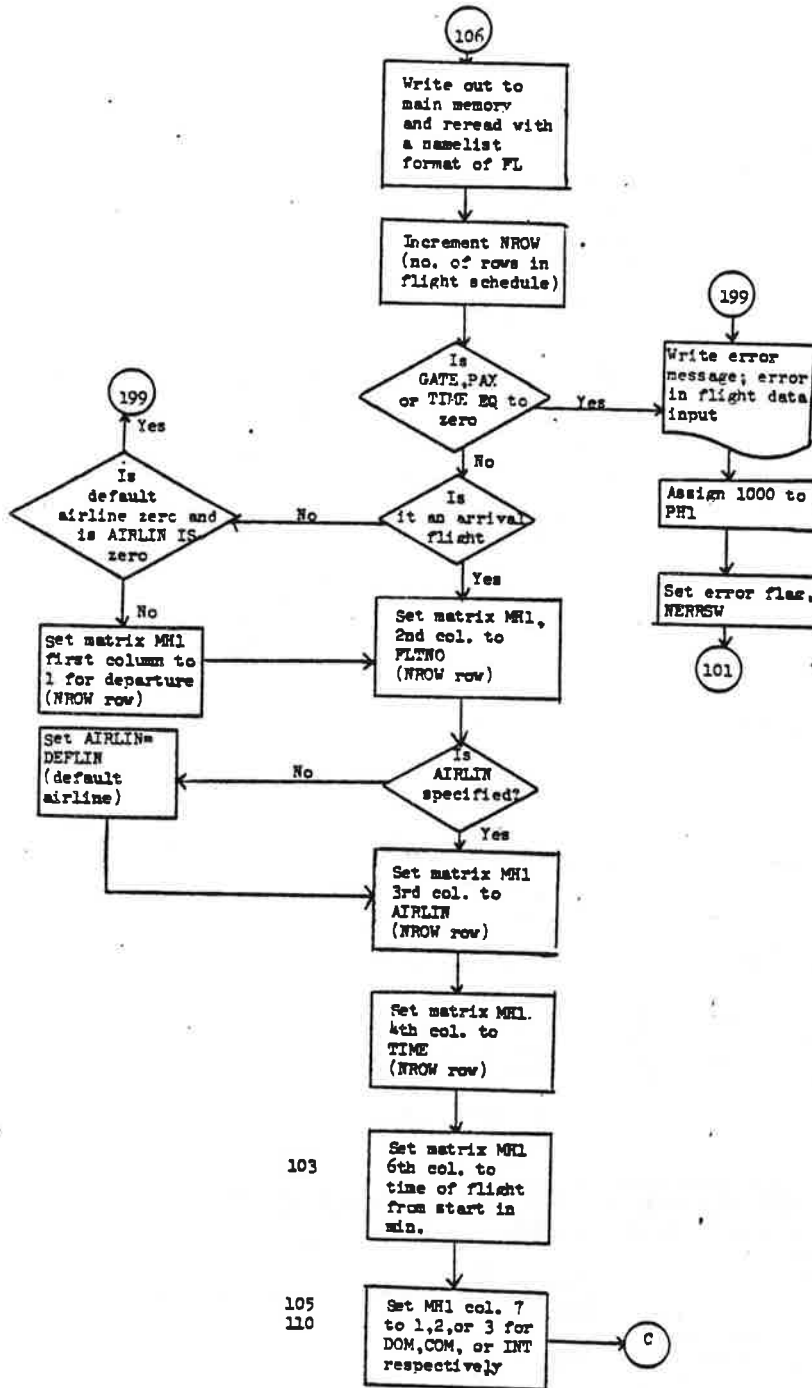 106
Write out to
main memory
and reread with
a namelist
format of FL
Increment NROW
(no. of rows in
flight schedule)
Is
GATE,PAX
or TIME EQ to
zero
Yes
No
199
Write error
message; error
in flight data
input
Assign 1000 to
PH1
Set error flag,
NERRSW
101
Is
it an arrival
flight
No
Yes
199
Yes
Is
default
airline zero and
is AIRLIN IS
zero
No
Set matrix MH1
first column to
1 for departure
(NROW row)
Set matrix MH1,
2nd col. to
FLTNO
(NROW row)
Is
AIRLIN
specified?
No
Yes
Set AIRLIN=
DEFLIN
(default
airline)
Set matrix MH1
3rd col. to
AIRLIN
(NROW row)
Set matrix MH1.
4th col. to
TIME
(NROW row)
103
Set matrix MH1
6th col. to
time of flight
from start in
min.
105
110
Set MH1 col. 7
to 1,2,or 3 for
DOM,COM, or INT
respectively
C